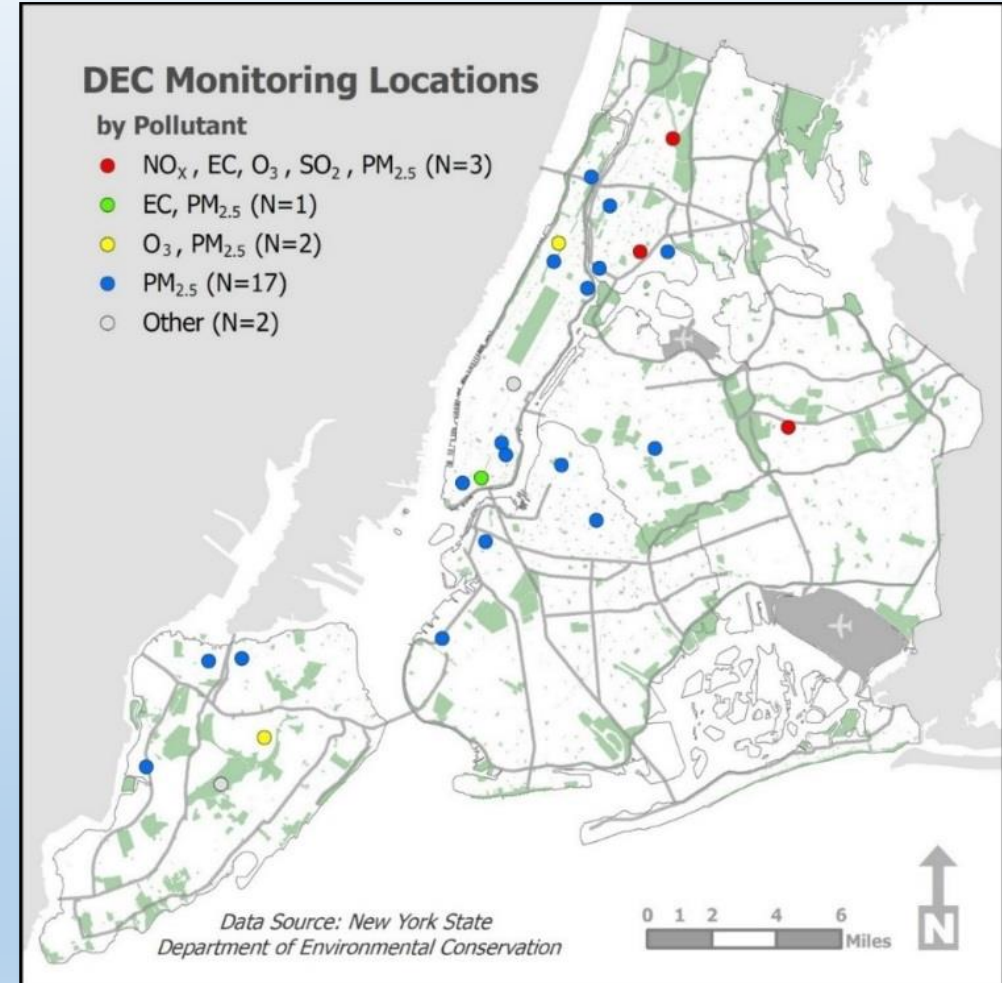 DEC Monitoring Locations
by Pollutant
NOₓ , EC, O₃ , SO₂ , PM₂.₅ (N=3)
EC, PM₂.₅ (N=1)
O₃ , PM₂.₅ (N=2)
PM₂.₅ (N=17)
Other (N=2)
Data Source: New York State
Department of Environmental Conservation
0 1 2 4 6
Miles
N